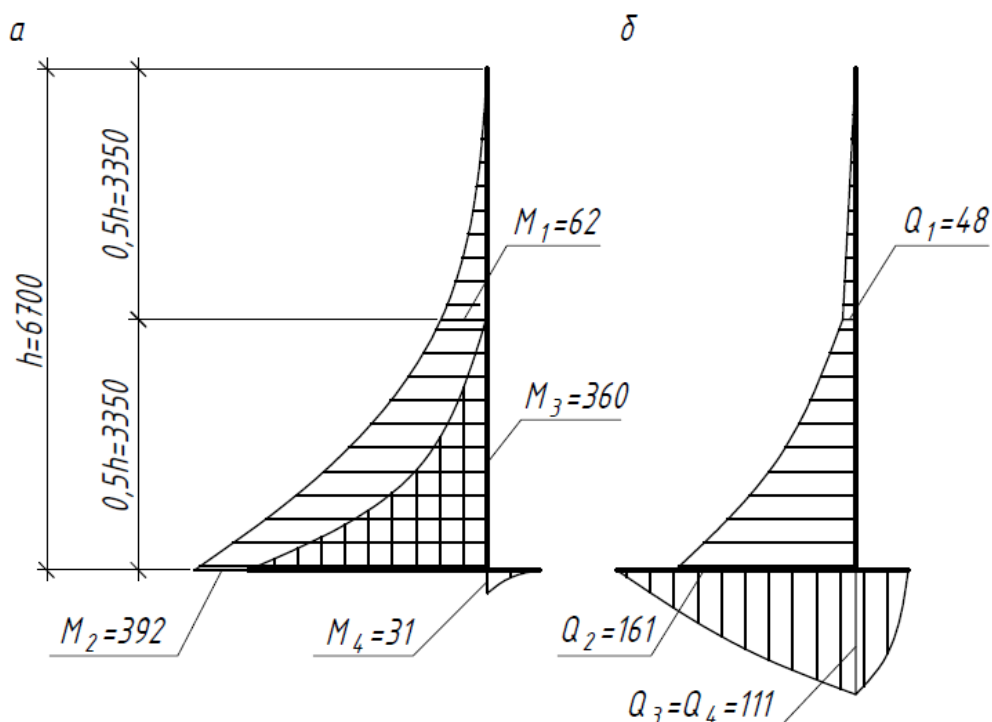 а
б
h=6700
0,5h=3350
0,5h=3350
M₁=62
Q₁=48
M₃=360
M₂=392
M₄=31
Q₂=161
Q₃=Q₄=111